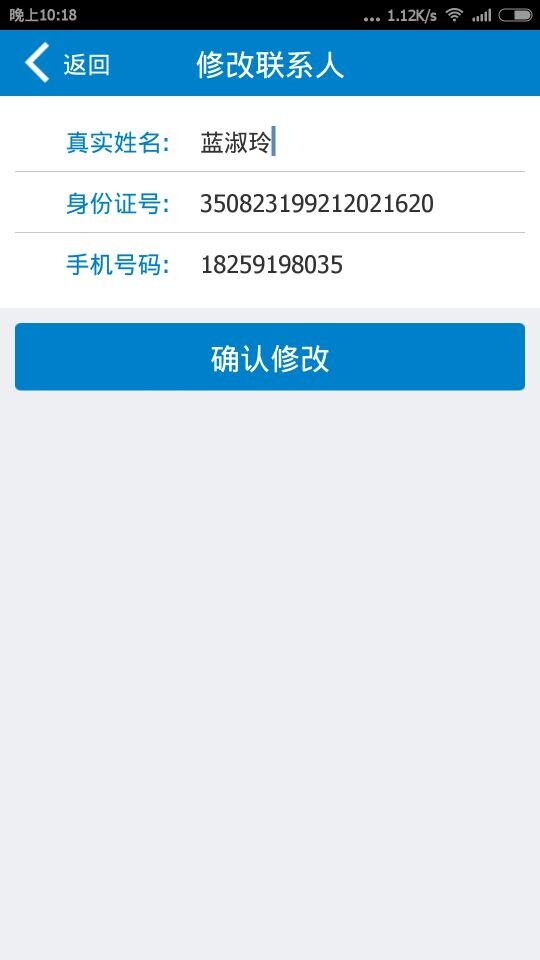 晚上10:18
... 1.12K/s
返回
修改联系人
真实姓名: 蓝淑玲
身份证号: 350823199212021620
手机号码: 18259198035
确认修改